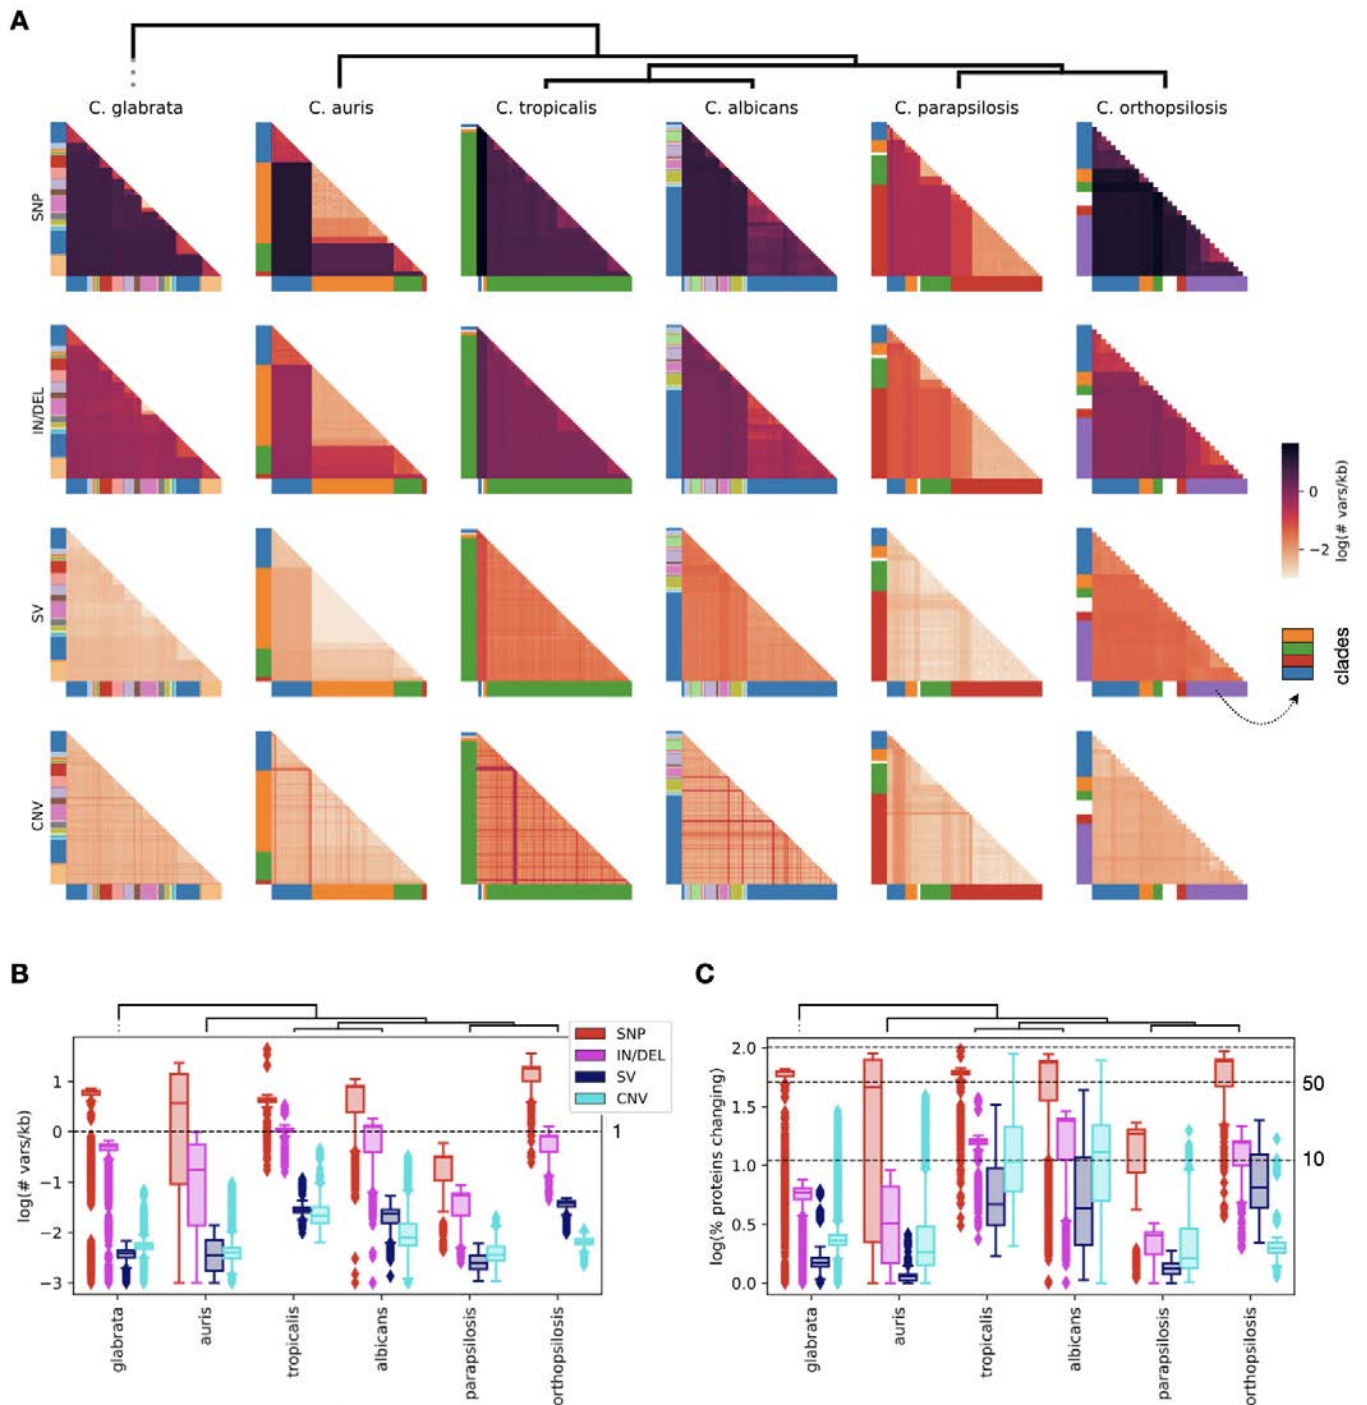 A
C. glabrata C. auris C. tropicalis C. albicans C. parapsilosis C. orthopsilosis
SNP
IN/DEL
SV
CNV
0
−2
log(# vars/kb)
clades
B
SNP
IN/DEL
SV
CNV
1
0
−1
−2
−3
1
log(# vars/kb)
glabrata
auris
tropicalis
albicans
parapsilosis
orthopsilosis
C
2.0
1.5
1.0
0.5
0.0
50
10
log(% proteins changing)
glabrata
auris
tropicalis
albicans
parapsilosis
orthopsilosis